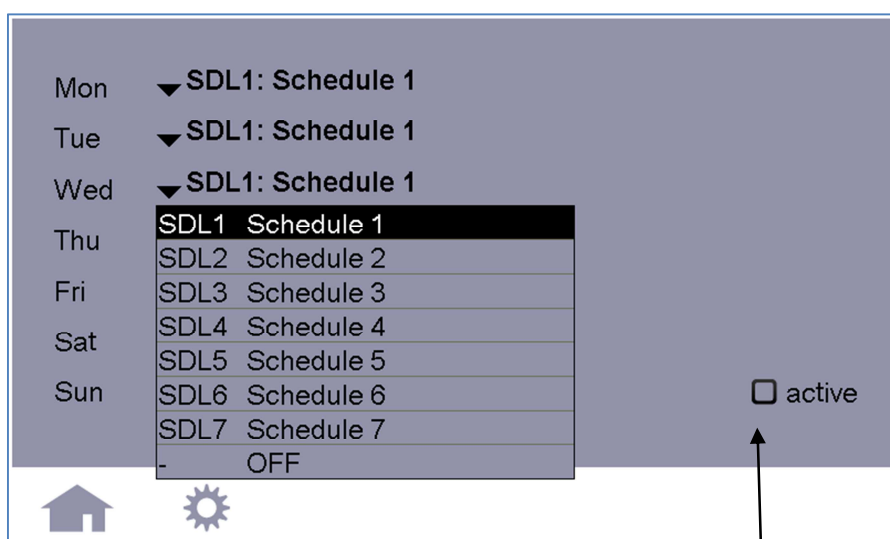 Mon SDL1: Schedule 1
Tue SDL1: Schedule 1
Wed SDL1: Schedule 1
SDL1 Schedule 1
Thu
SDL2 Schedule 2
Fri
SDL3 Schedule 3
SDL4 Schedule 4
Sat
SDL5 Schedule 5
Sun
SDL6 Schedule 6
SDL7 Schedule 7
- OFF
active